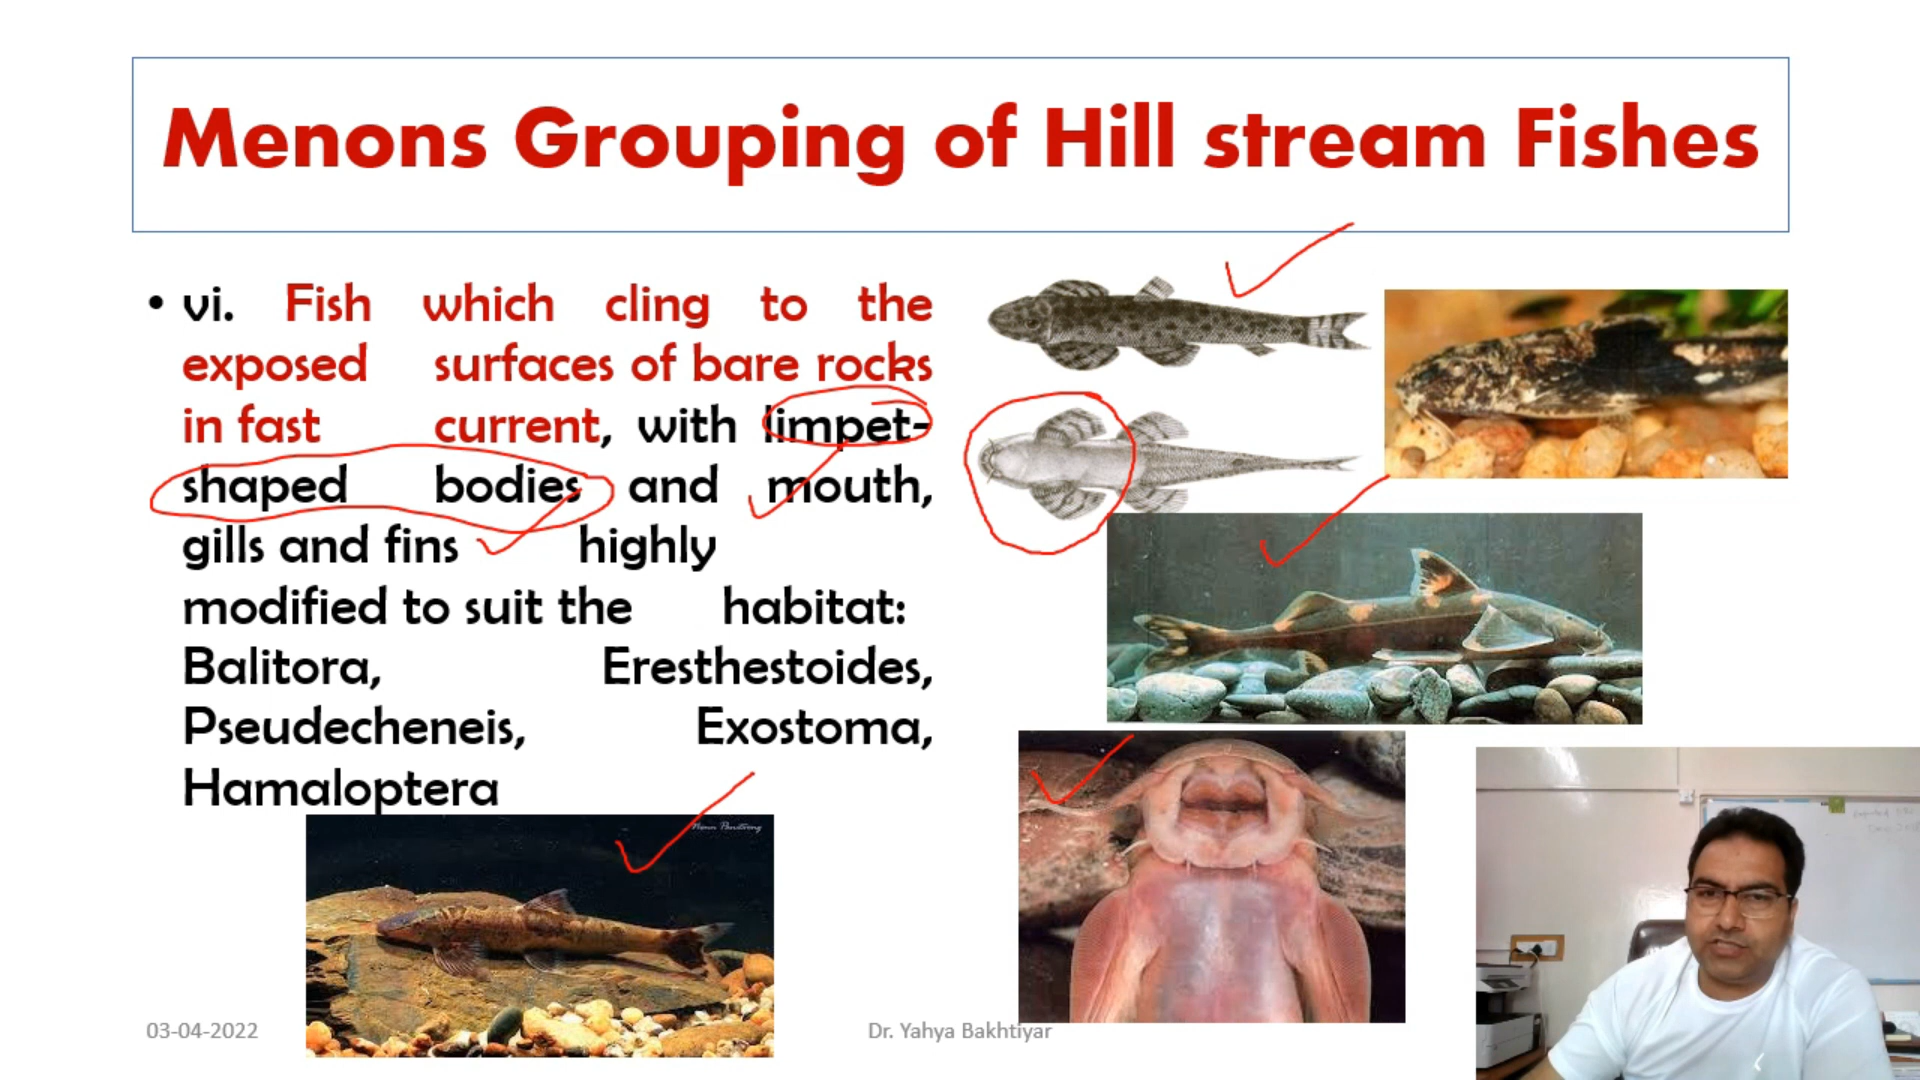 Menons Grouping of Hill stream Fishes
• vi. Fish which cling to the
exposed surfaces of bare rocks
in fast current, with limpet-
shaped bodies and mouth,
gills and fins highly
modified to suit the habitat:
Balitora, Eresthestoides,
Pseudecheneis, Exostoma,
Hamaloptera
03-04-2022
Dr. Yahya Bakhtiyar